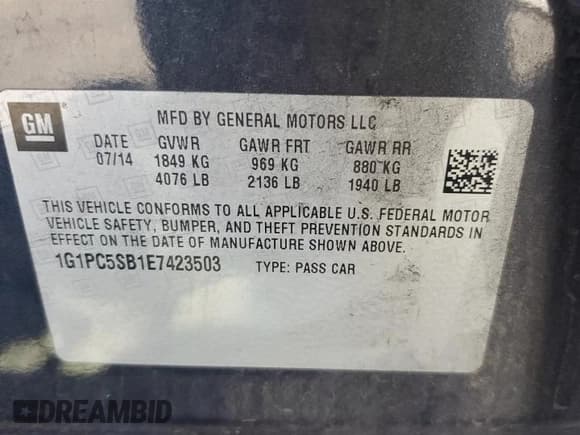 GM
MFD BY GENERAL MOTORS LLC
DATE GVWR GAWR FRT GAWR RR
07/14 1849 KG 969 KG 880 KG
4076 LB 2136 LB 1940 LB
THIS VEHICLE CONFORMS TO ALL APPLICABLE U.S. FEDERAL MOTOR
VEHICLE SAFETY, BUMPER, AND THEFT PREVENTION STANDARDS IN
EFFECT ON THE DATE OF MANUFACTURE SHOWN ABOVE.
1G1PC5SB1E7423503 TYPE: PASS CAR
DREAMBID